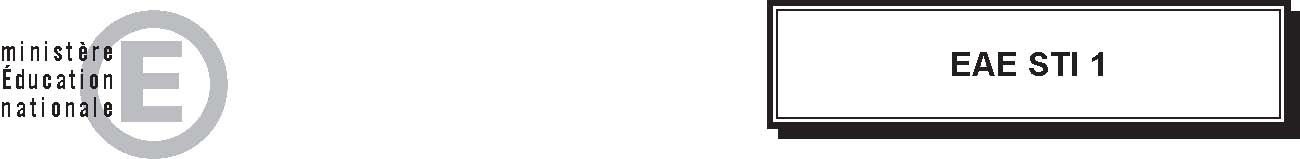 ministère
Éducation
nationale
E
EAE STI 1